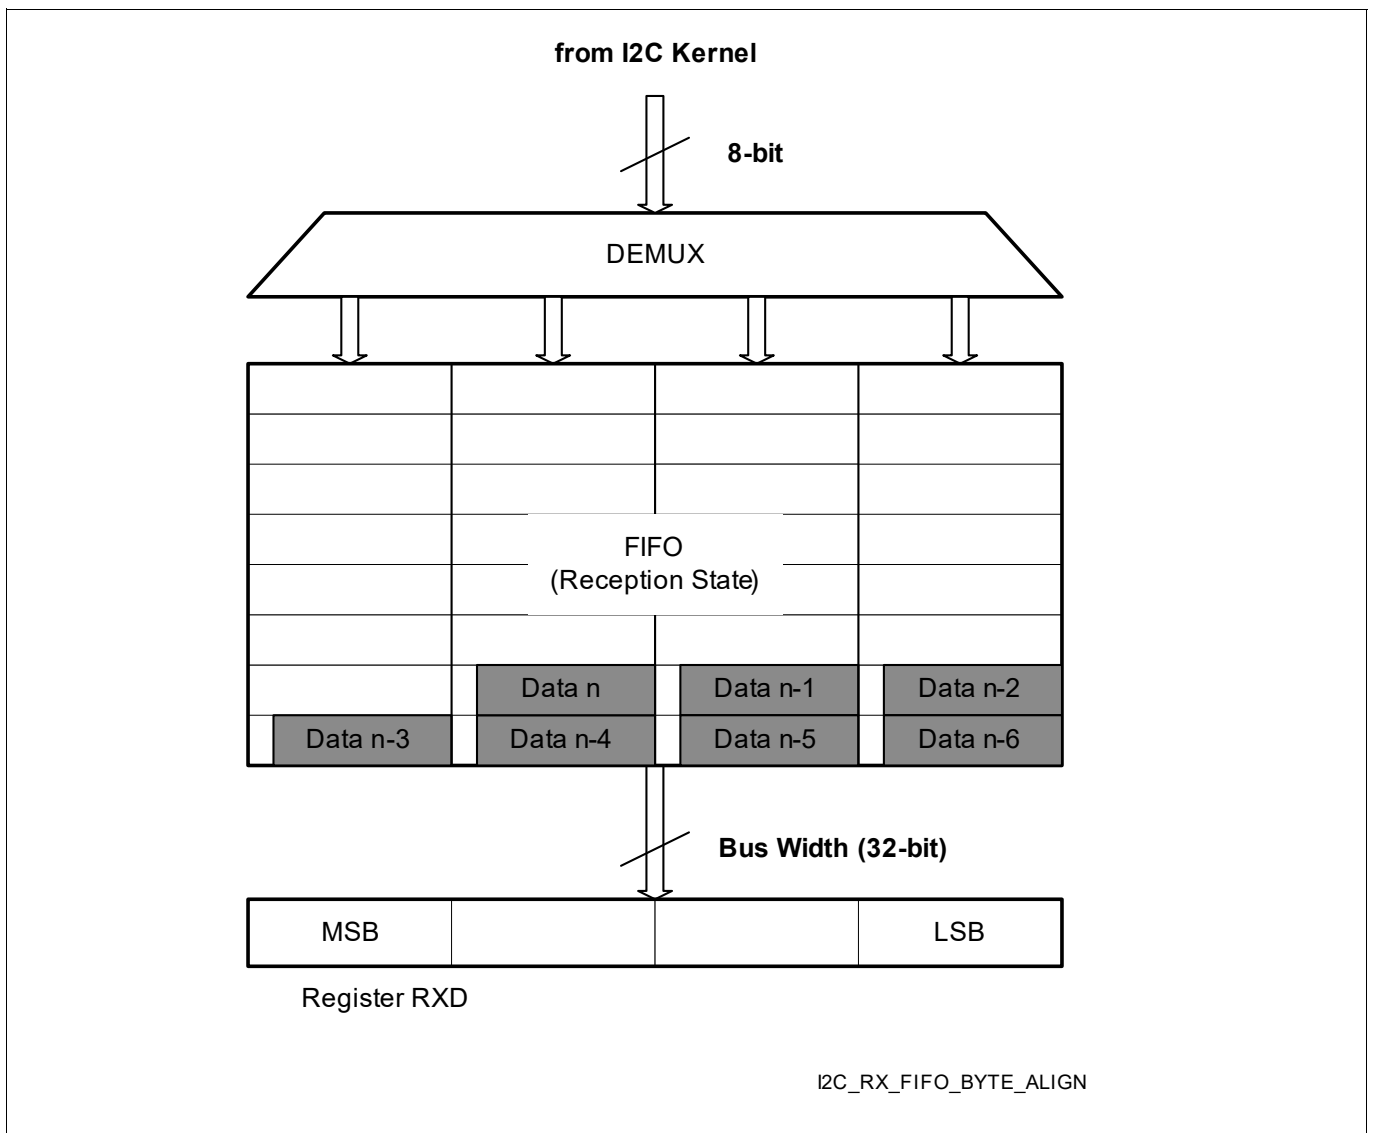 from I2C Kernel
8-bit
DEMUX
FIFO
(Reception State)
Data n
Data n-1
Data n-2
Data n-3
Data n-4
Data n-5
Data n-6
Bus Width (32-bit)
MSB
LSB
Register RXD
I2C_RX_FIFO_BYTE_ALIGN